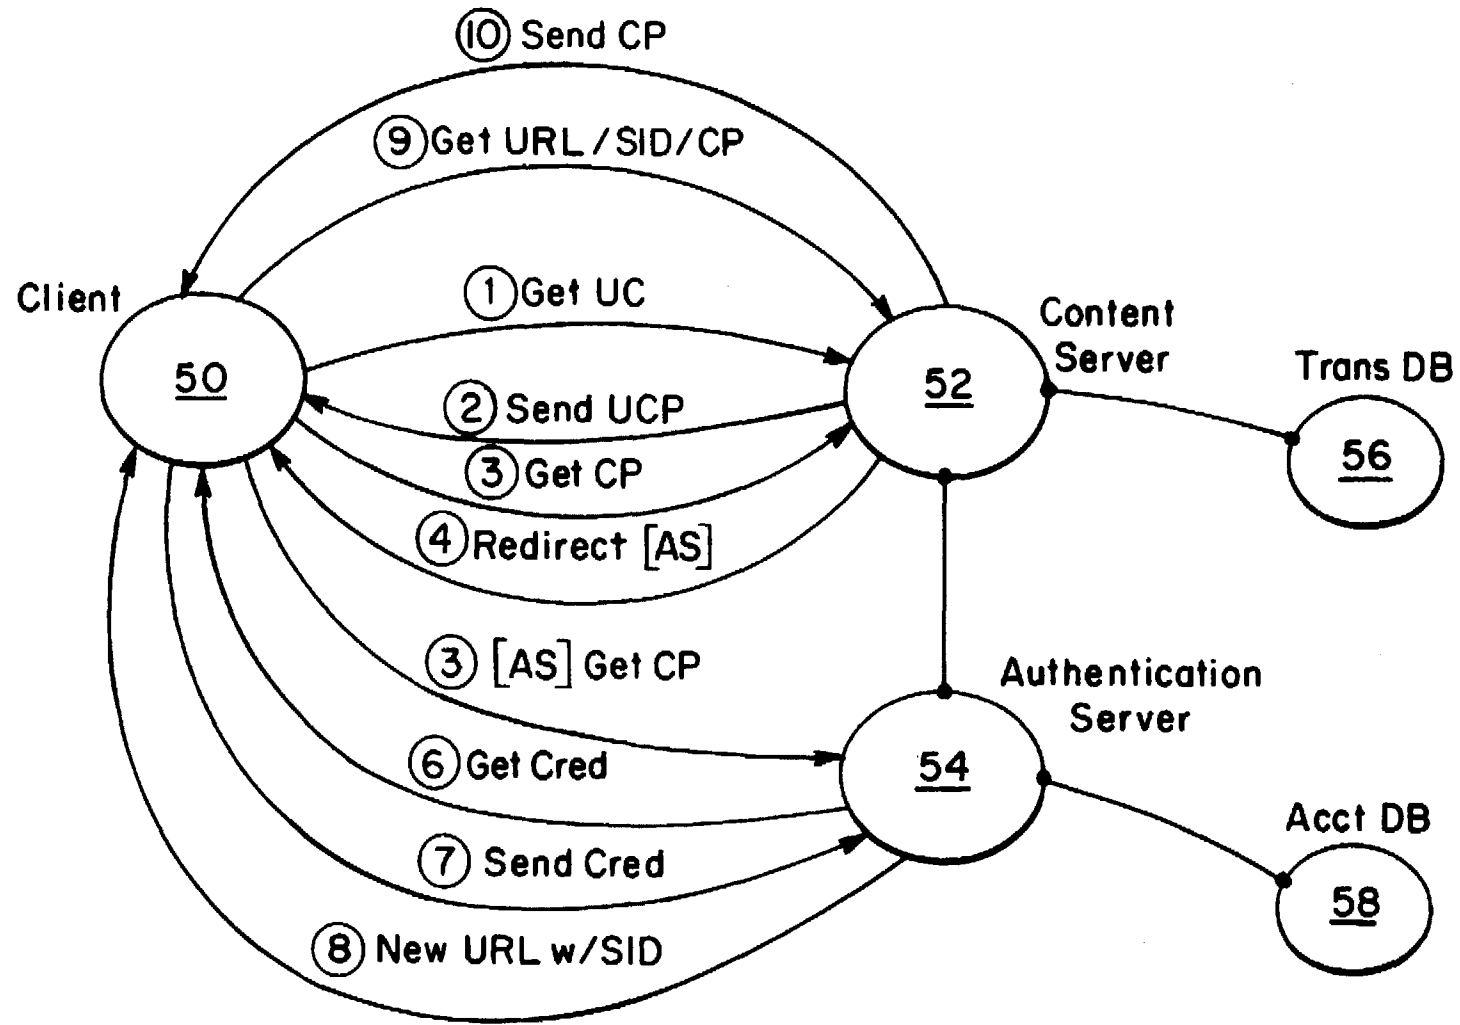 ⑩ Send CP
⑨ Get URL/SID/CP
Client
① Get UC
Content
Server
50
52
Trans DB
② Send UCP
③ Get CP
56
④ Redirect [AS]
③ [AS] Get CP
Authentication
Server
⑥ Get Cred
54
Acct DB
⑦ Send Cred
58
⑧ New URL w/SID